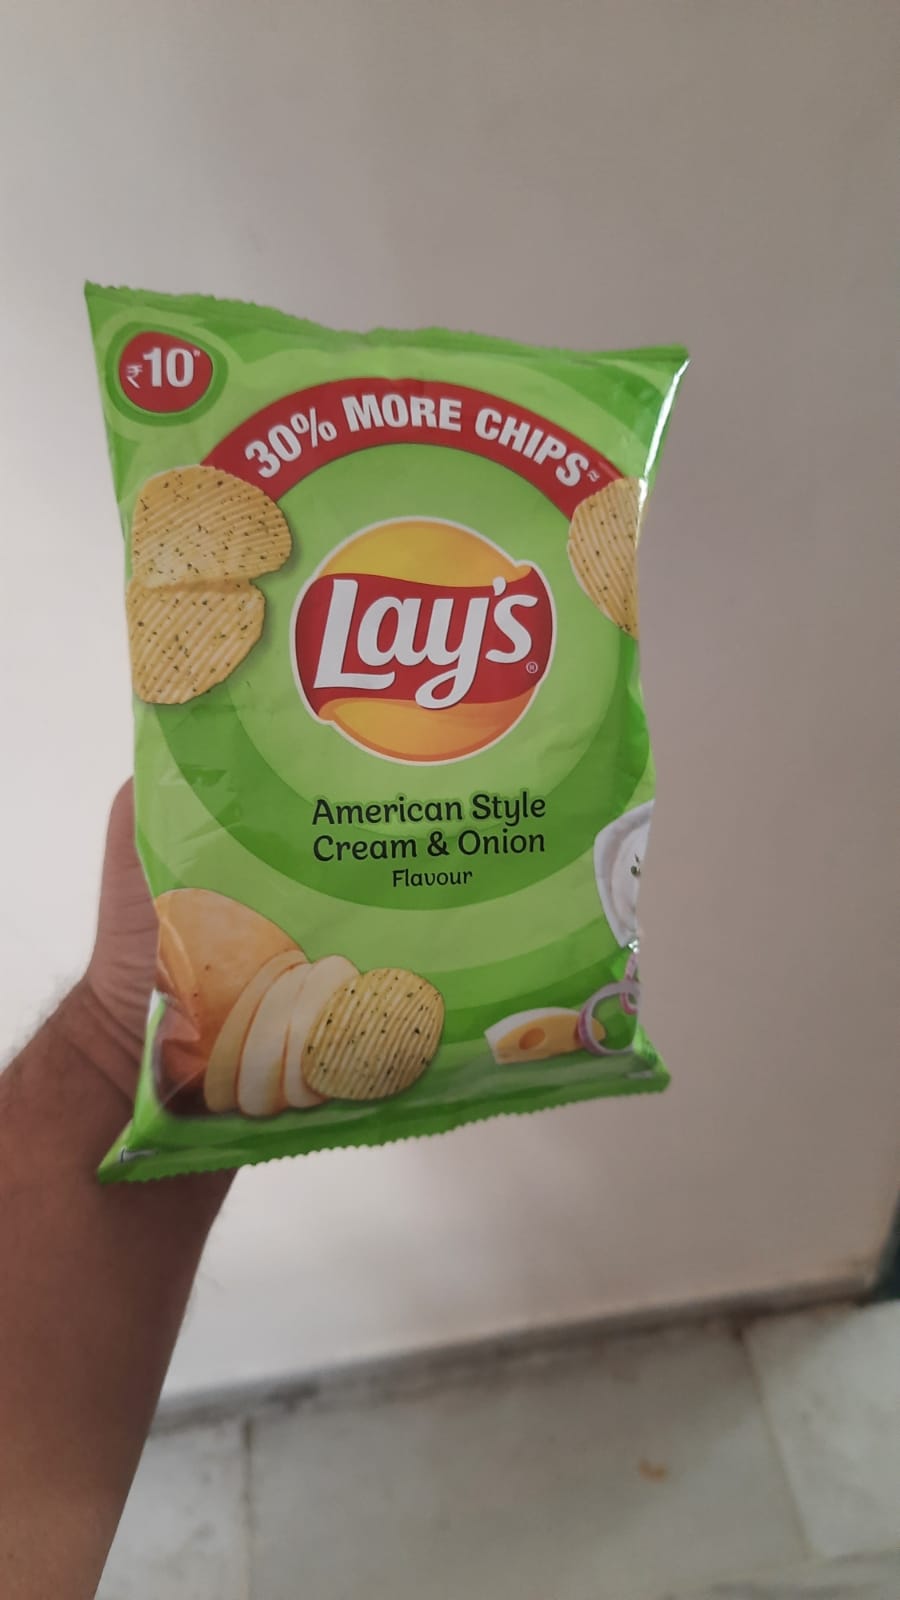 ₹10*
30% MORE CHIPS≈
Lay's®
American Style
Cream & Onion
Flavour